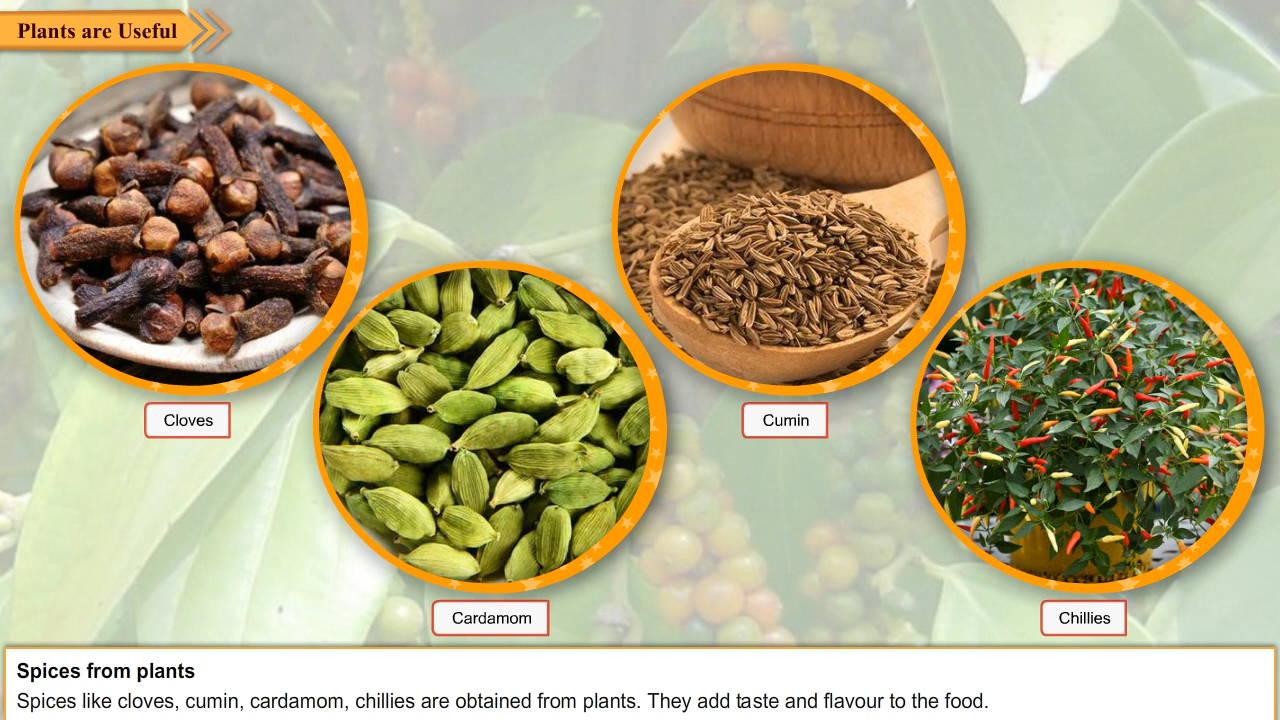 Plants are Useful
Cloves
Cumin
Cardamom
Chillies
Spices from plants
Spices like cloves, cumin, cardamom, chillies are obtained from plants. They add taste and flavour to the food.